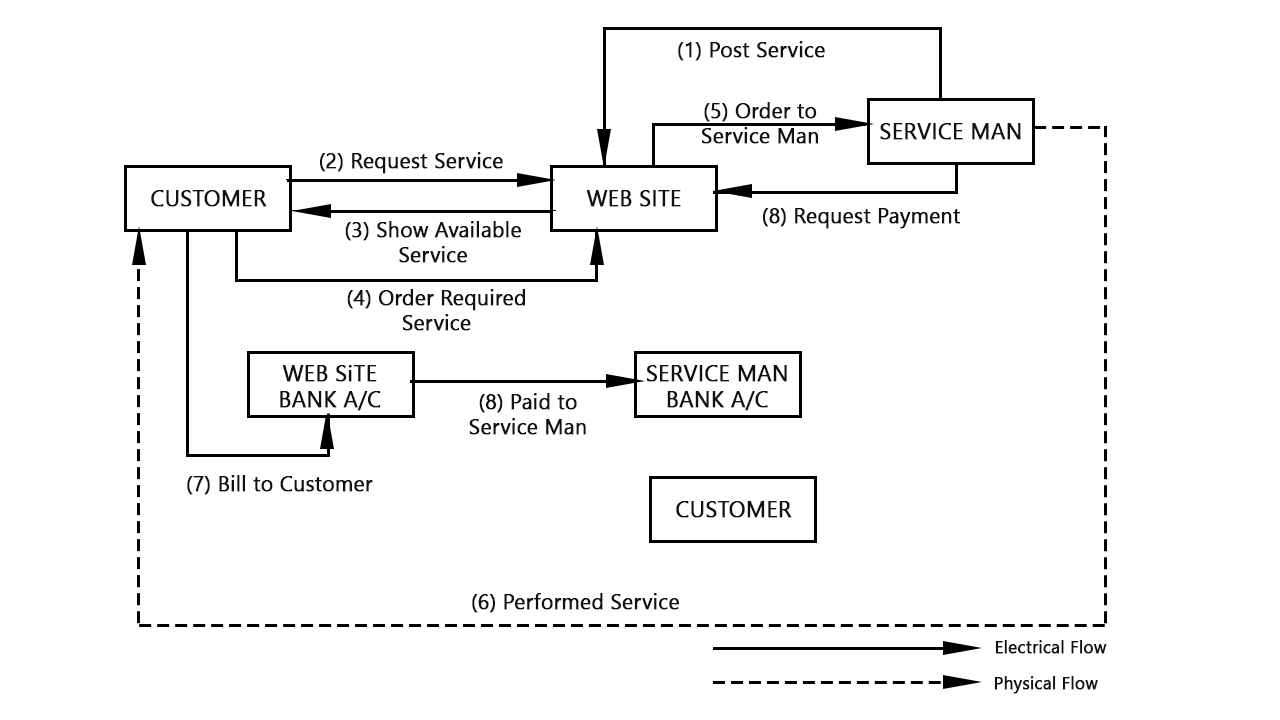 (1) Post Service
(5) Order to
Service Man
SERVICE MAN
(2) Request Service
CUSTOMER
WEB SITE
(8) Request Payment
(3) Show Available
Service
(4) Order Required
Service
WEB SiTE
BANK A/C
SERVICE MAN
BANK A/C
(8) Paid to
Service Man
(7) Bill to Customer
CUSTOMER
(6) Performed Service
Electrical Flow
Physical Flow